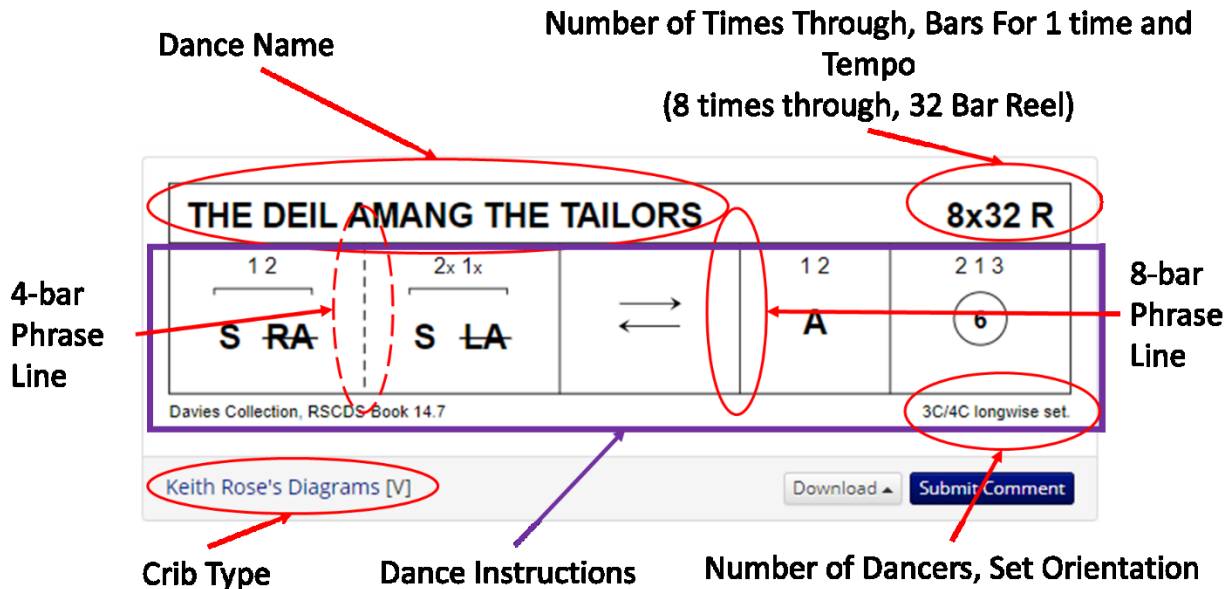 Dance Name
Number of Times Through, Bars For 1 time and
Tempo
(8 times through, 32 Bar Reel)
THE DEIL AMANG THE TAILORS
8x32 R
1 2
2x 1x
1 2
2 1 3
S RA
S LA
A
6
4-bar
Phrase
Line
8-bar
Phrase
Line
Davies Collection, RSCDS Book 14.7
3C/4C longwise set.
Keith Rose's Diagrams [V]
Download
Submit Comment
Crib Type
Dance Instructions
Number of Dancers, Set Orientation